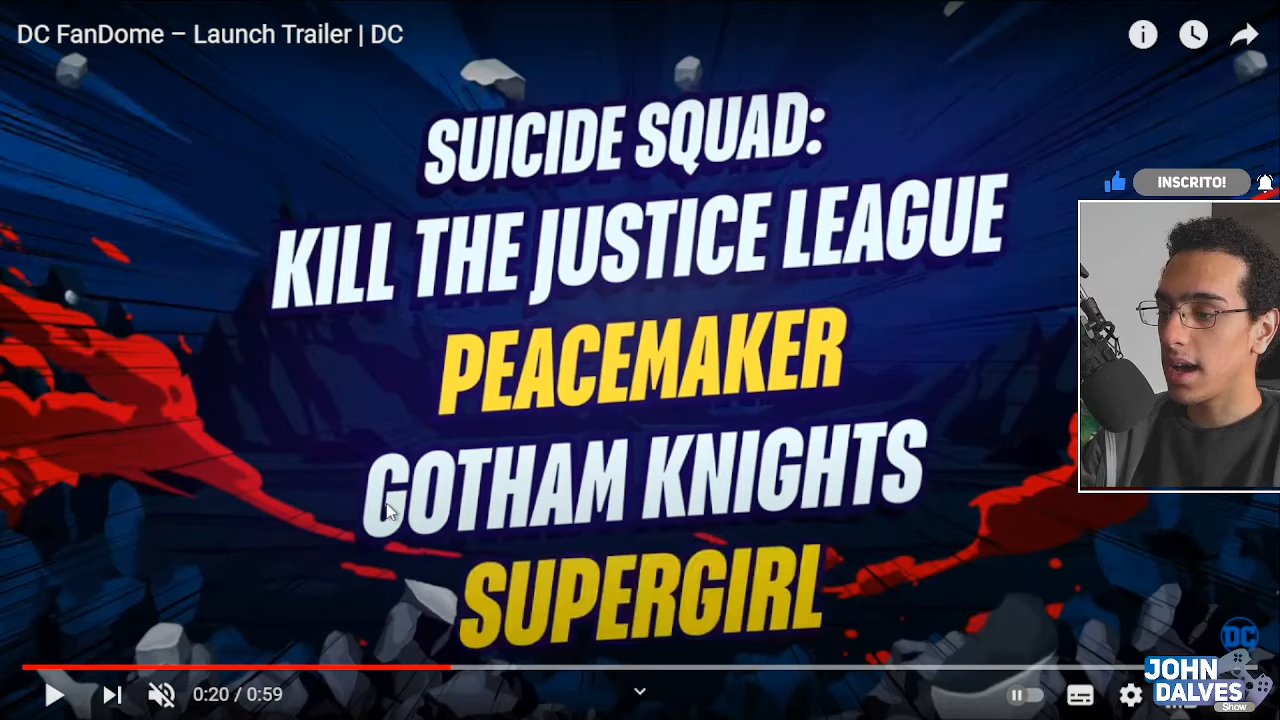 DC FanDome – Launch Trailer | DC
SUICIDE SQUAD:
KILL THE JUSTICE LEAGUE
INSCRITO!
PEACEMAKER
GOTHAM KNIGHTS
SUPERGIRL
DC
0:20 / 0:59
JOHN
DALVES
Show